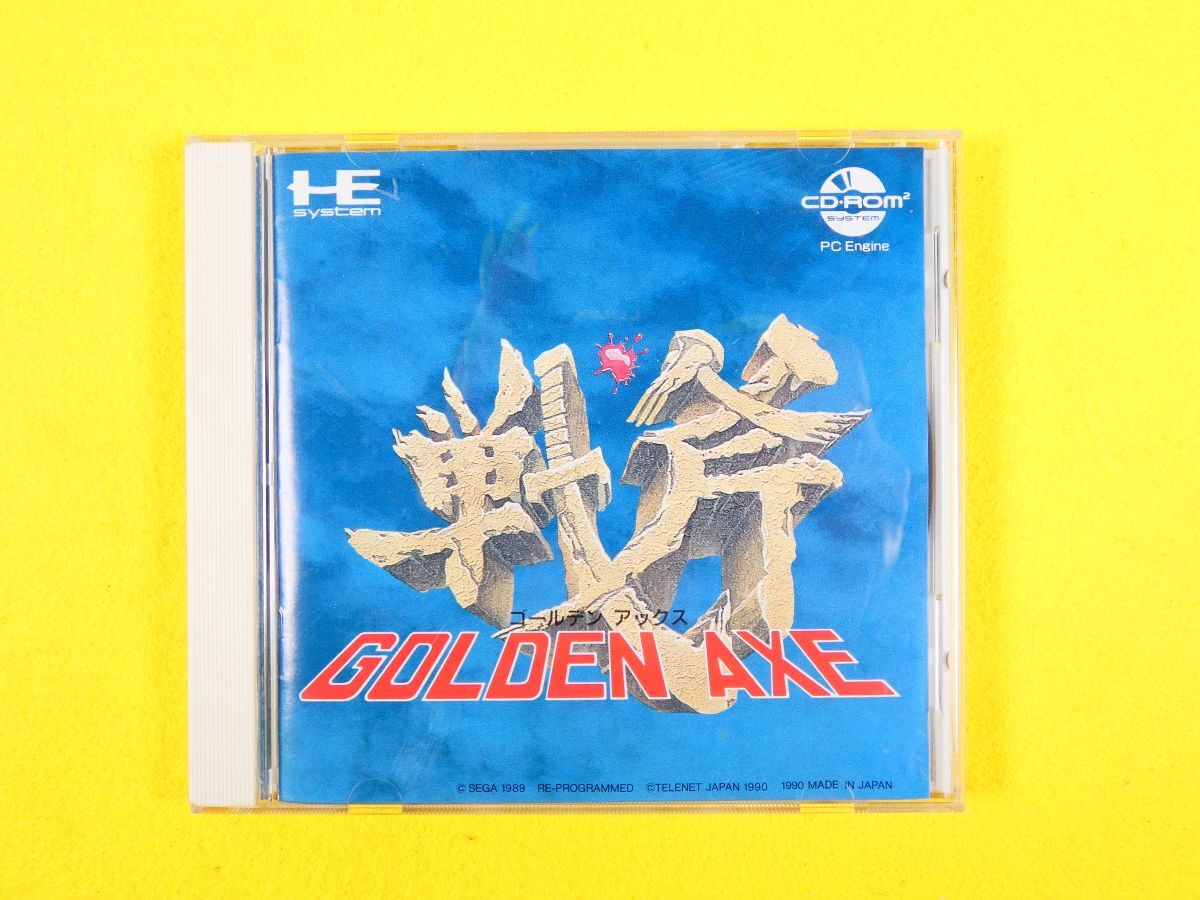 HE
system
CD-ROM²
SYSTEM
PC Engine
戦斧
ゴールデン アックス
GOLDEN AXE
© SEGA 1989 RE-PROGRAMMED ©TELENET JAPAN 1990 1990 MADE IN JAPAN